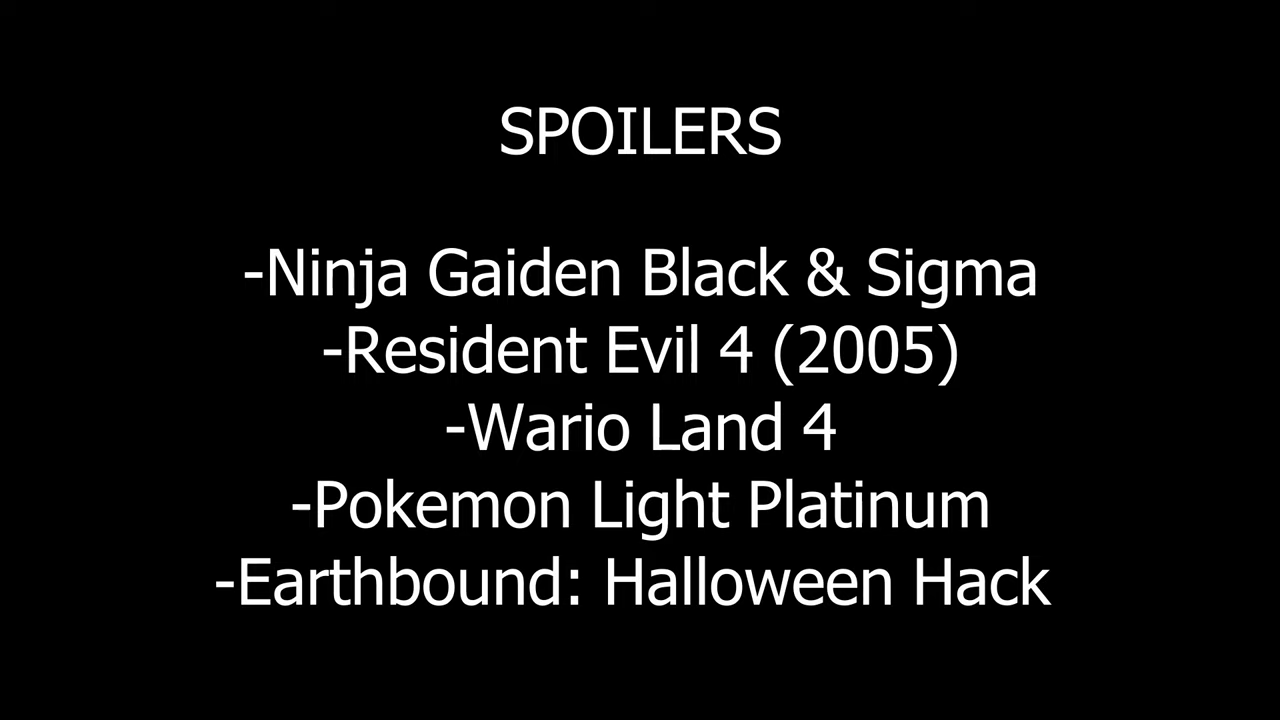 SPOILERS
-Ninja Gaiden Black & Sigma
-Resident Evil 4 (2005)
-Wario Land 4
-Pokemon Light Platinum
-Earthbound: Halloween Hack